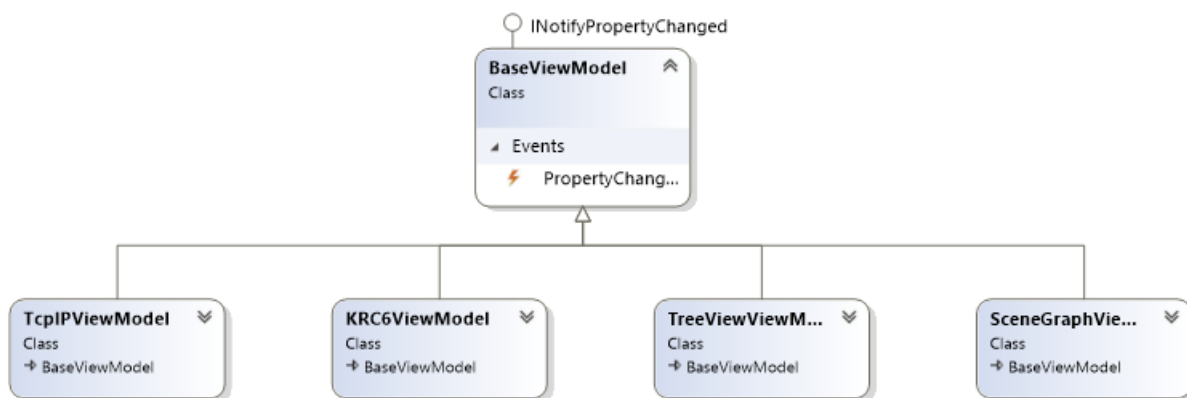 INotifyPropertyChanged
BaseViewModel
Class
Events
PropertyChang...
TcpIPViewModel
Class
BaseViewModel
KRC6ViewModel
Class
BaseViewModel
TreeViewViewM...
Class
BaseViewModel
SceneGraphVie...
Class
BaseViewModel